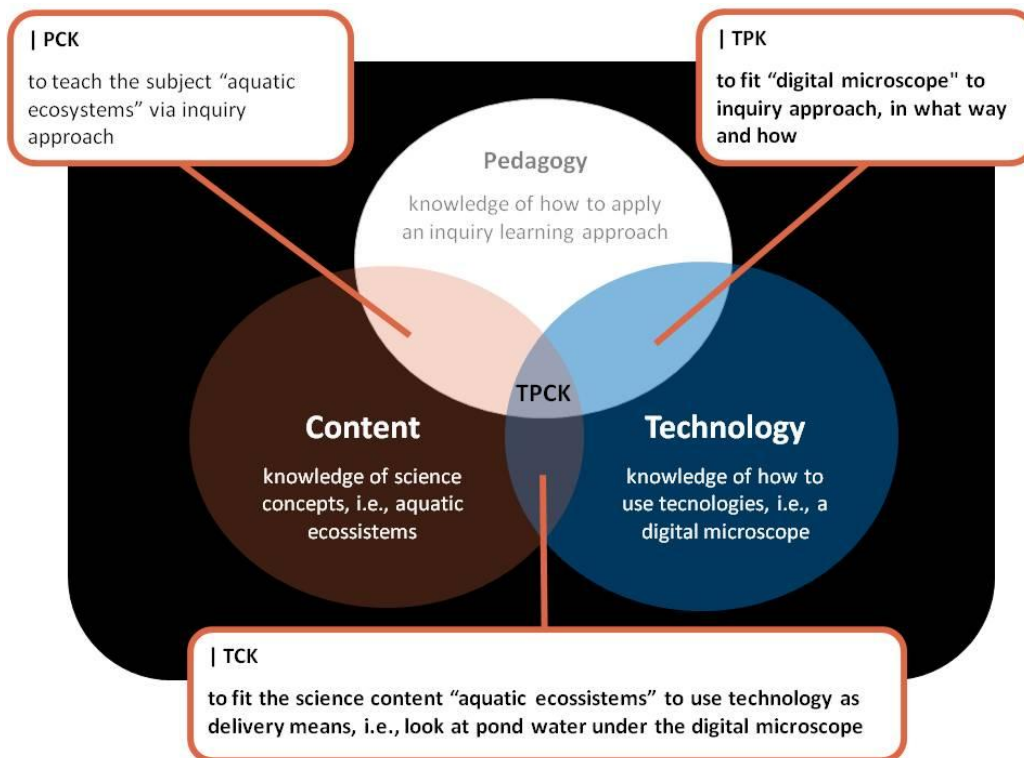 | PCK
to teach the subject “aquatic
ecosystems” via inquiry
approach
| TPK
to fit “digital microscope" to
inquiry approach, in what way
and how
Pedagogy
knowledge of how to apply
an inquiry learning approach
TPCK
Content
knowledge of science
concepts, i.e., aquatic
ecossistems
Technology
knowledge of how to
use tecnologies, i.e., a
digital microscope
| TCK
to fit the science content “aquatic ecossistems” to use technology as
delivery means, i.e., look at pond water under the digital microscope